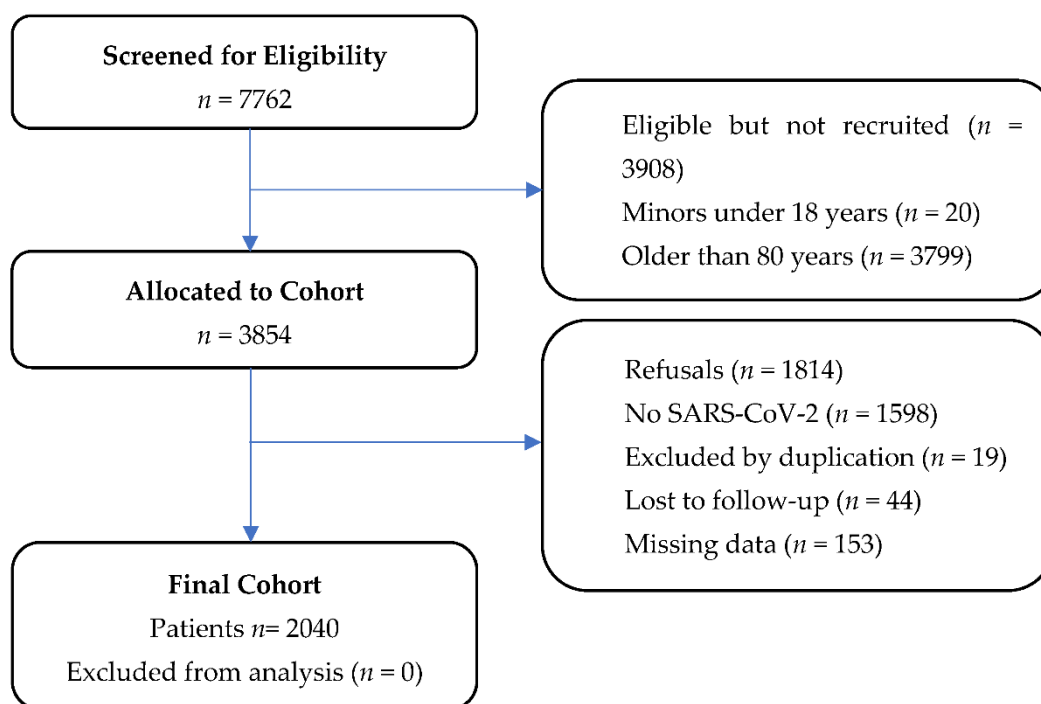 Screened for Eligibility
n = 7762
Eligible but not recruited (n =
3908)
Minors under 18 years (n = 20)
Older than 80 years (n = 3799)
Allocated to Cohort
n = 3854
Refusals (n = 1814)
No SARS-CoV-2 (n = 1598)
Excluded by duplication (n = 19)
Lost to follow-up (n = 44)
Missing data (n = 153)
Final Cohort
Patients n= 2040
Excluded from analysis (n = 0)